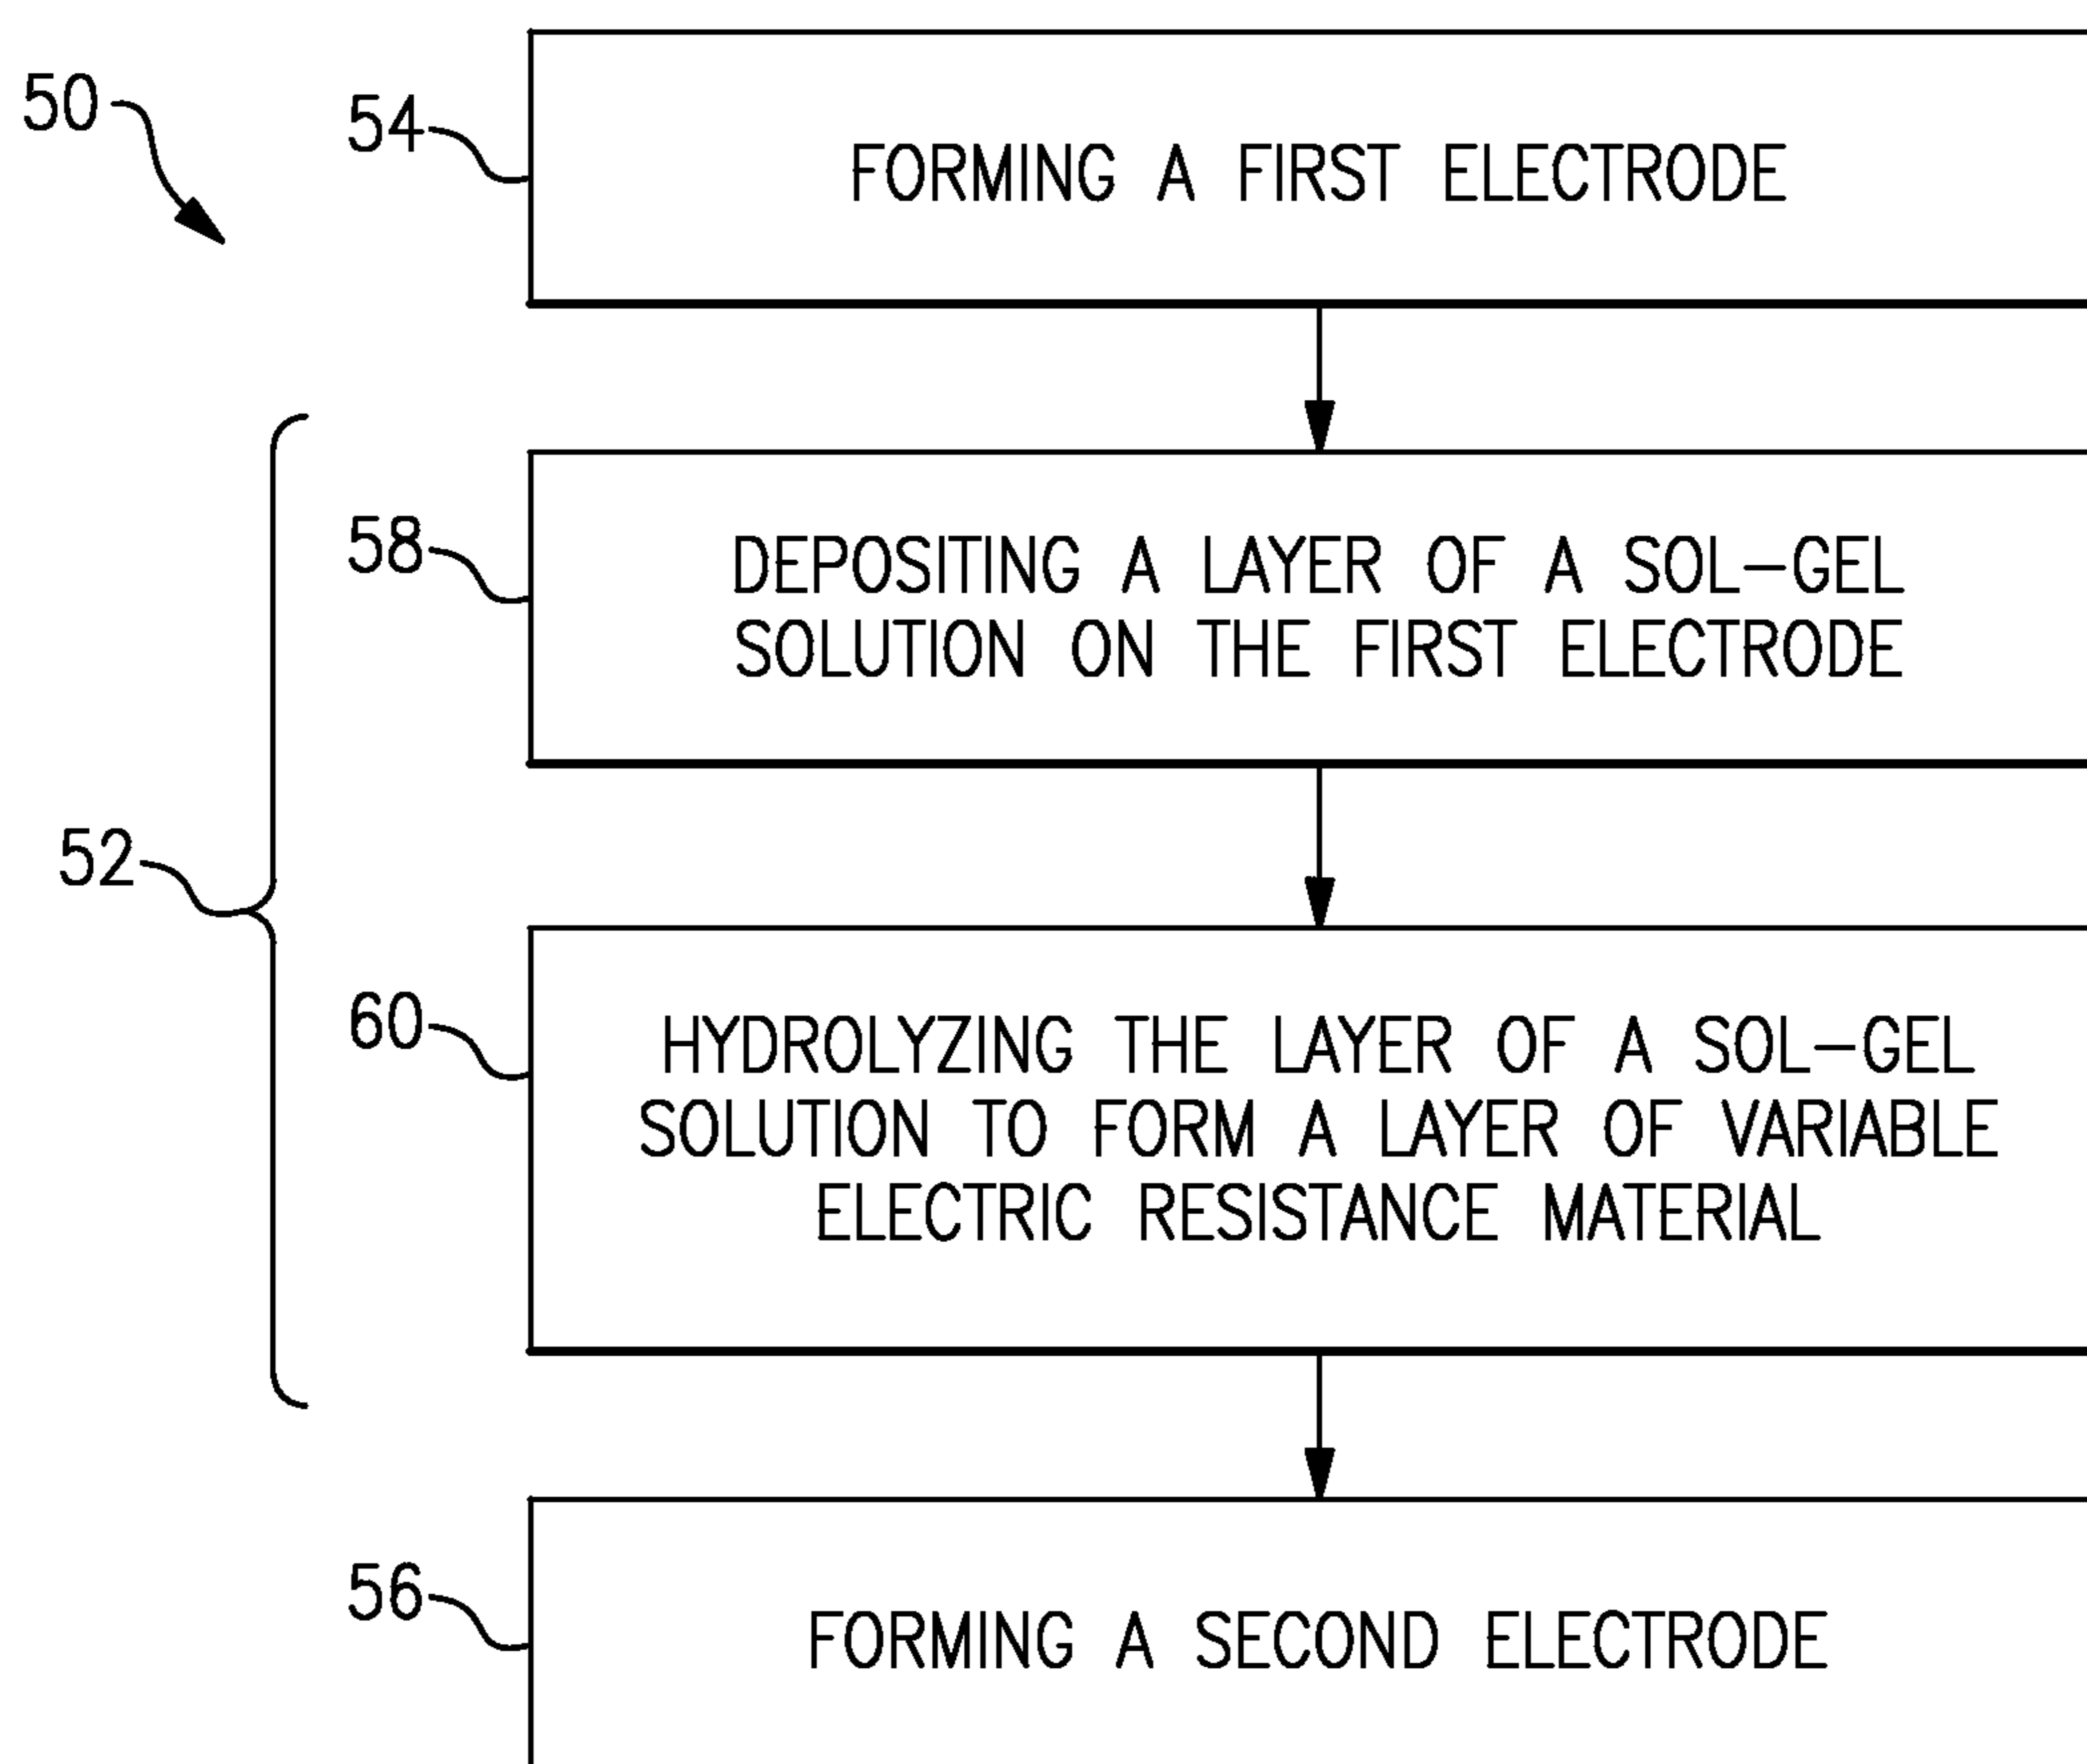 50
54
FORMING A FIRST ELECTRODE
58
DEPOSITING A LAYER OF A SOL-GEL
SOLUTION ON THE FIRST ELECTRODE
52
60
HYDROLYZING THE LAYER OF A SOL-GEL
SOLUTION TO FORM A LAYER OF VARIABLE
ELECTRIC RESISTANCE MATERIAL
56
FORMING A SECOND ELECTRODE